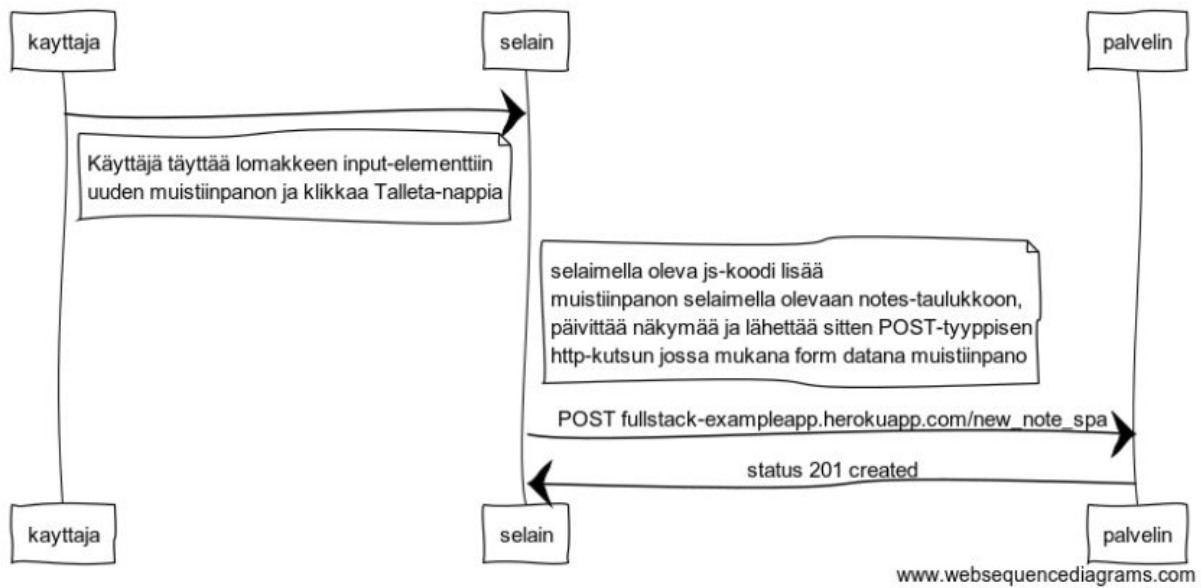 kayttaja
selain
palvelin
Käyttäjä täyttää lomakkeen input-elementtiin
uuden muistiinpanon ja klikkaa Talleta-nappia
selaimella oleva js-koodi lisää
muistiinpanon selaimella olevaan notes-taulukkoon,
päivittää näkymää ja lähettää sitten POST-tyyppisen
http-kutsun jossa mukana form datana muistiinpano
POST fullstack-exampleapp.herokuapp.com/new_note_spa
status 201 created
kayttaja
selain
palvelin
www.websequencediagrams.com